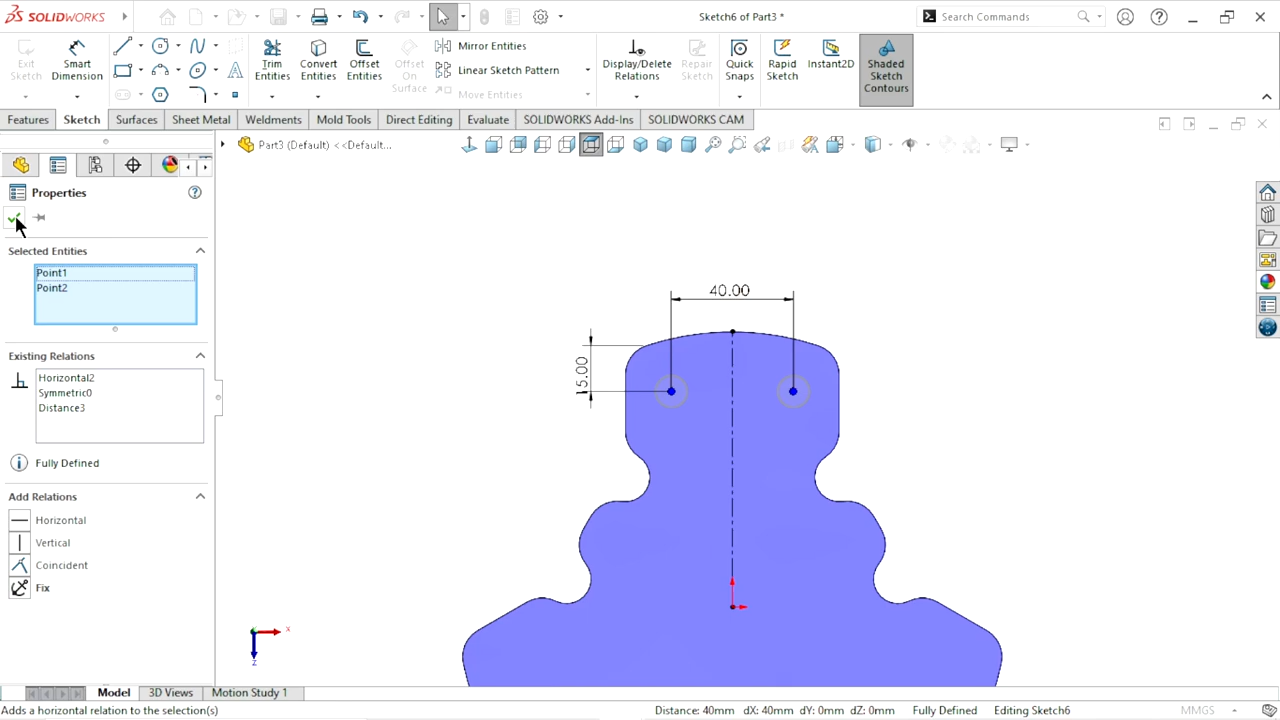 SOLIDWORKS
Sketch6 of Part3 *
Search Commands
Exit Sketch
Smart Dimension
Trim Entities
Convert Entities
Offset Entities
Offset On Surface
Mirror Entities
Linear Sketch Pattern
Move Entities
Display/Delete Relations
Repair Sketch
Quick Snaps
Rapid Sketch
Instant2D
Shaded Sketch Contours
Features
Sketch
Surfaces
Sheet Metal
Weldments
Mold Tools
Direct Editing
Evaluate
SOLIDWORKS Add-Ins
SOLIDWORKS CAM
Part3 (Default) <<Default...
Properties
Selected Entities
Point1
Point2
Existing Relations
Horizontal2
Symmetric0
Distance3
Fully Defined
Add Relations
Horizontal
Vertical
Coincident
Fix
40.00
15.00
x
z
Model
3D Views
Motion Study 1
Adds a horizontal relation to the selection(s)
Distance: 40mm dX: 40mm dY: 0mm dZ: 0mm
Fully Defined
Editing Sketch6
MMGS